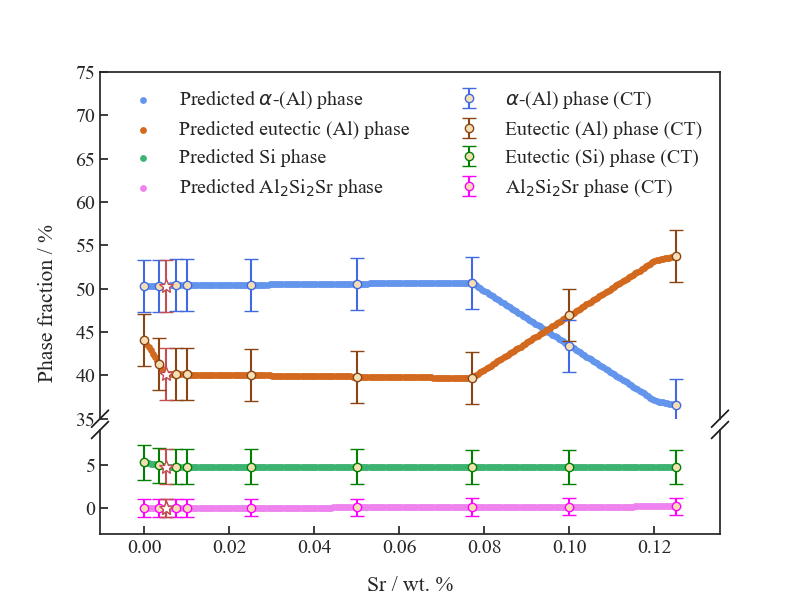 Predicted α-(Al) phase
Predicted eutectic (Al) phase
Predicted Si phase
Predicted Al₂Si₂Sr phase
α-(Al) phase (CT)
Eutectic (Al) phase (CT)
Eutectic (Si) phase (CT)
Al₂Si₂Sr phase (CT)
Phase fraction / %
75
70
65
60
55
50
45
40
35
5
0
0.00 0.02 0.04 0.06 0.08 0.10 0.12
Sr / wt. %